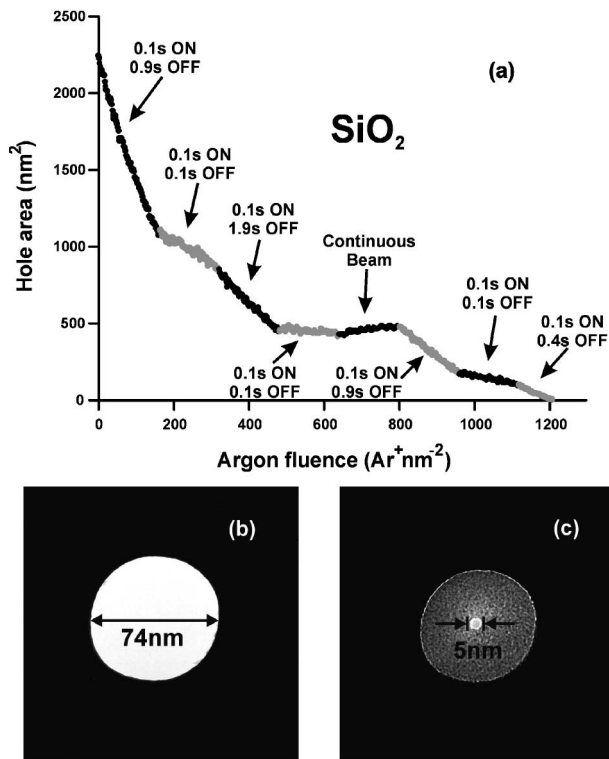 2500
2000
1500
1000
500
0
Hole area (nm²)
0.1s ON
0.9s OFF
(a)
SiO₂
0.1s ON
0.1s OFF
0.1s ON
1.9s OFF
Continuous
Beam
0.1s ON
0.1s OFF
0.1s ON
0.4s OFF
0.1s ON
0.1s OFF
0.1s ON
0.9s OFF
0
200
400
600
800
1000
1200
Argon fluence (Ar⁺nm⁻²)
(b)
74nm
(c)
5nm